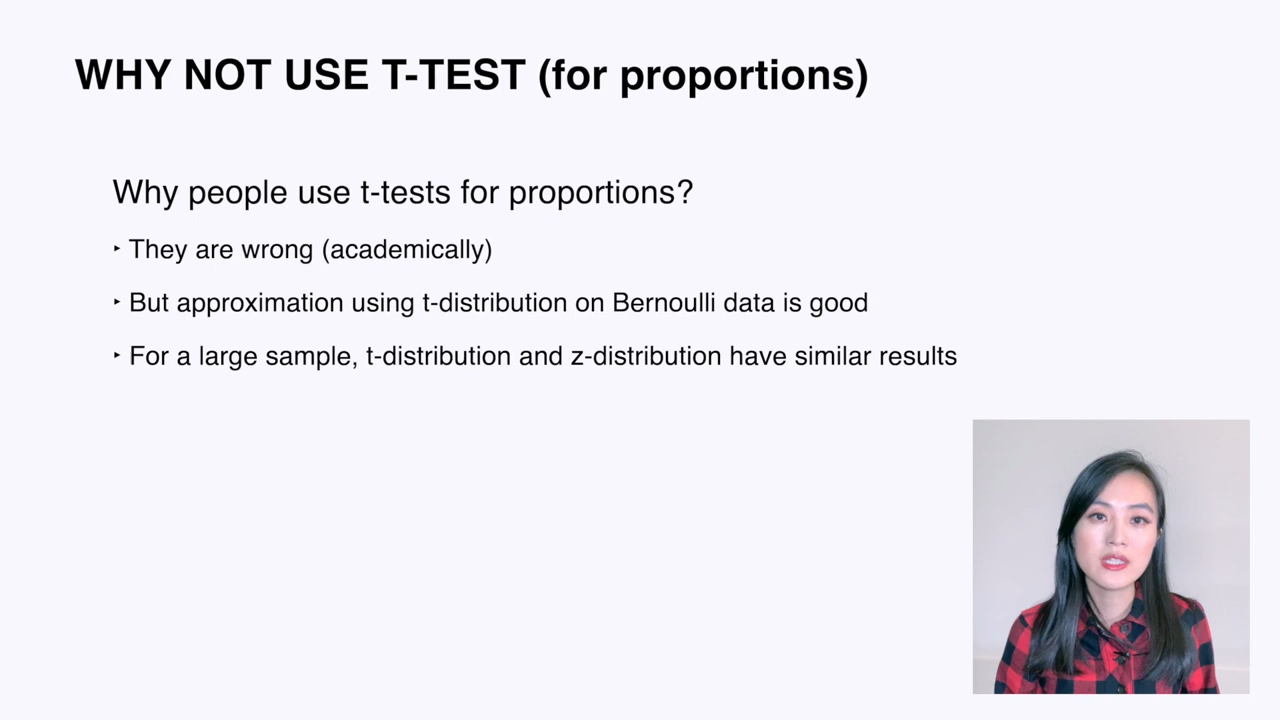 WHY NOT USE T-TEST (for proportions)
Why people use t-tests for proportions?
‣ They are wrong (academically)
‣ But approximation using t-distribution on Bernoulli data is good
‣ For a large sample, t-distribution and z-distribution have similar results